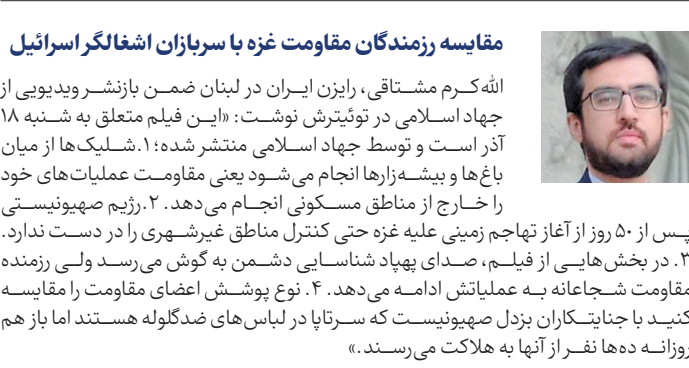 مقایسه رزمندگان مقاومت غزه با سربازان اشغالگر اسرائیل
الله‌کرم مشتاقی، رایزن ایران در لبنان ضمن بازنشر ویدیویی از
جهاد اسلامی در توئیترش نوشت: «این فیلم متعلق به شنبه ۱۸
آذر است و توسط جهاد اسلامی منتشر شده؛ ۱.شلیک‌ها از میان
باغ‌ها و بیشه‌زارها انجام می‌شود یعنی مقاومت عملیات‌های خود
را خارج از مناطق مسکونی انجام می‌دهد. ۲.رژیم صهیونیستی
پس از ۵۰ روز از آغاز تهاجم زمینی علیه غزه حتی کنترل مناطق غیرشهری را در دست ندارد.
۳. در بخش‌هایی از فیلم، صدای پهپاد شناسایی دشمن به گوش می‌رسد ولی رزمنده
مقاومت شجاعانه به عملیاتش ادامه می‌دهد. ۴. نوع پوشش اعضای مقاومت را مقایسه
کنید با جنایتکاران بزدل صهیونیست که سرتاپا در لباس‌های ضدگلوله هستند اما باز هم
روزانه ده‌ها نفر از آنها به هلاکت می‌رسند.»